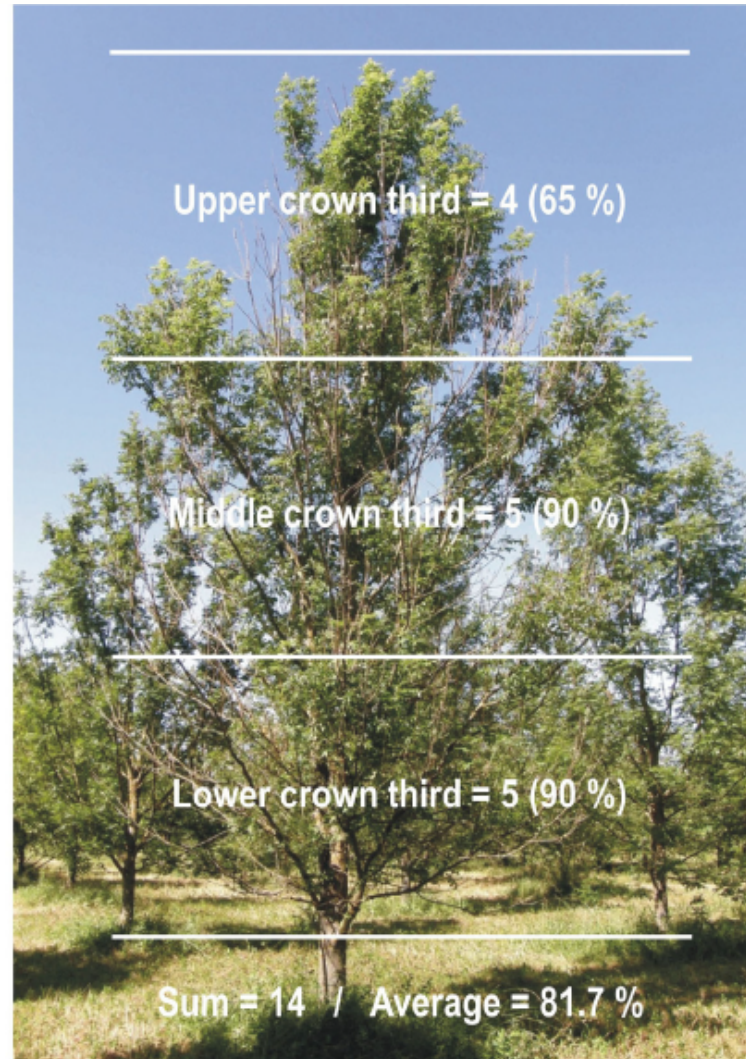 Upper crown third = 4 (65 %)
Middle crown third = 5 (90 %)
Lower crown third = 5 (90 %)
Sum = 14 / Average = 81.7 %